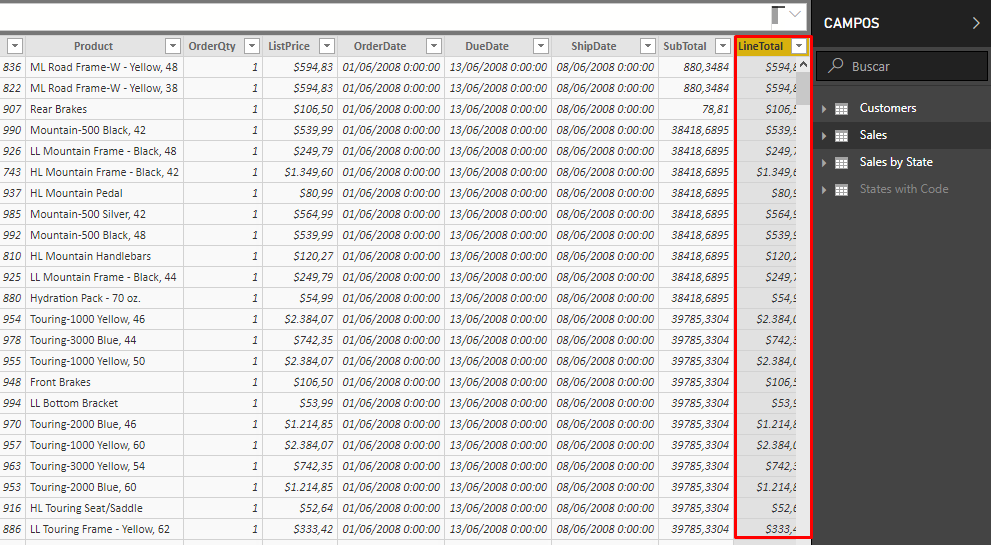 CAMPOS
Product OrderQty ListPrice OrderDate DueDate ShipDate SubTotal LineTotal
Buscar
Customers
Sales
Sales by State
States with Code
836 ML Road Frame-W - Yellow, 48 1 $594,83 01/06/2008 0:00:00 13/06/2008 0:00:00 08/06/2008 0:00:00 880,3484 $594,8
822 ML Road Frame-W - Yellow, 38 1 $594,83 01/06/2008 0:00:00 13/06/2008 0:00:00 08/06/2008 0:00:00 880,3484 $594,8
907 Rear Brakes 1 $106,50 01/06/2008 0:00:00 13/06/2008 0:00:00 08/06/2008 0:00:00 78,81 $106,5
990 Mountain-500 Black, 42 1 $539,99 01/06/2008 0:00:00 13/06/2008 0:00:00 08/06/2008 0:00:00 38418,6895 $539,9
926 LL Mountain Frame - Black, 48 1 $249,79 01/06/2008 0:00:00 13/06/2008 0:00:00 08/06/2008 0:00:00 38418,6895 $249,7
743 HL Mountain Frame - Black, 42 1 $1.349,60 01/06/2008 0:00:00 13/06/2008 0:00:00 08/06/2008 0:00:00 38418,6895 $1.349,6
937 HL Mountain Pedal 1 $80,99 01/06/2008 0:00:00 13/06/2008 0:00:00 08/06/2008 0:00:00 38418,6895 $80,9
985 Mountain-500 Silver, 42 1 $564,99 01/06/2008 0:00:00 13/06/2008 0:00:00 08/06/2008 0:00:00 38418,6895 $564,9
992 Mountain-500 Black, 48 1 $539,99 01/06/2008 0:00:00 13/06/2008 0:00:00 08/06/2008 0:00:00 38418,6895 $539,9
810 HL Mountain Handlebars 1 $120,27 01/06/2008 0:00:00 13/06/2008 0:00:00 08/06/2008 0:00:00 38418,6895 $120,2
925 LL Mountain Frame - Black, 44 1 $249,79 01/06/2008 0:00:00 13/06/2008 0:00:00 08/06/2008 0:00:00 38418,6895 $249,7
880 Hydration Pack - 70 oz. 1 $54,99 01/06/2008 0:00:00 13/06/2008 0:00:00 08/06/2008 0:00:00 38418,6895 $54,9
954 Touring-1000 Yellow, 46 1 $2.384,07 01/06/2008 0:00:00 13/06/2008 0:00:00 08/06/2008 0:00:00 39785,3304 $2.384,0
978 Touring-3000 Blue, 44 1 $742,35 01/06/2008 0:00:00 13/06/2008 0:00:00 08/06/2008 0:00:00 39785,3304 $742,3
955 Touring-1000 Yellow, 50 1 $2.384,07 01/06/2008 0:00:00 13/06/2008 0:00:00 08/06/2008 0:00:00 39785,3304 $2.384,0
948 Front Brakes 1 $106,50 01/06/2008 0:00:00 13/06/2008 0:00:00 08/06/2008 0:00:00 39785,3304 $106,5
994 LL Bottom Bracket 1 $53,99 01/06/2008 0:00:00 13/06/2008 0:00:00 08/06/2008 0:00:00 39785,3304 $53,9
970 Touring-2000 Blue, 46 1 $1.214,85 01/06/2008 0:00:00 13/06/2008 0:00:00 08/06/2008 0:00:00 39785,3304 $1.214,8
957 Touring-1000 Yellow, 60 1 $2.384,07 01/06/2008 0:00:00 13/06/2008 0:00:00 08/06/2008 0:00:00 39785,3304 $2.384,0
963 Touring-3000 Yellow, 54 1 $742,35 01/06/2008 0:00:00 13/06/2008 0:00:00 08/06/2008 0:00:00 39785,3304 $742,3
953 Touring-2000 Blue, 60 1 $1.214,85 01/06/2008 0:00:00 13/06/2008 0:00:00 08/06/2008 0:00:00 39785,3304 $1.214,8
916 HL Touring Seat/Saddle 1 $52,64 01/06/2008 0:00:00 13/06/2008 0:00:00 08/06/2008 0:00:00 39785,3304 $52,6
886 LL Touring Frame - Yellow, 62 1 $333,42 01/06/2008 0:00:00 13/06/2008 0:00:00 08/06/2008 0:00:00 39785,3304 $333,4